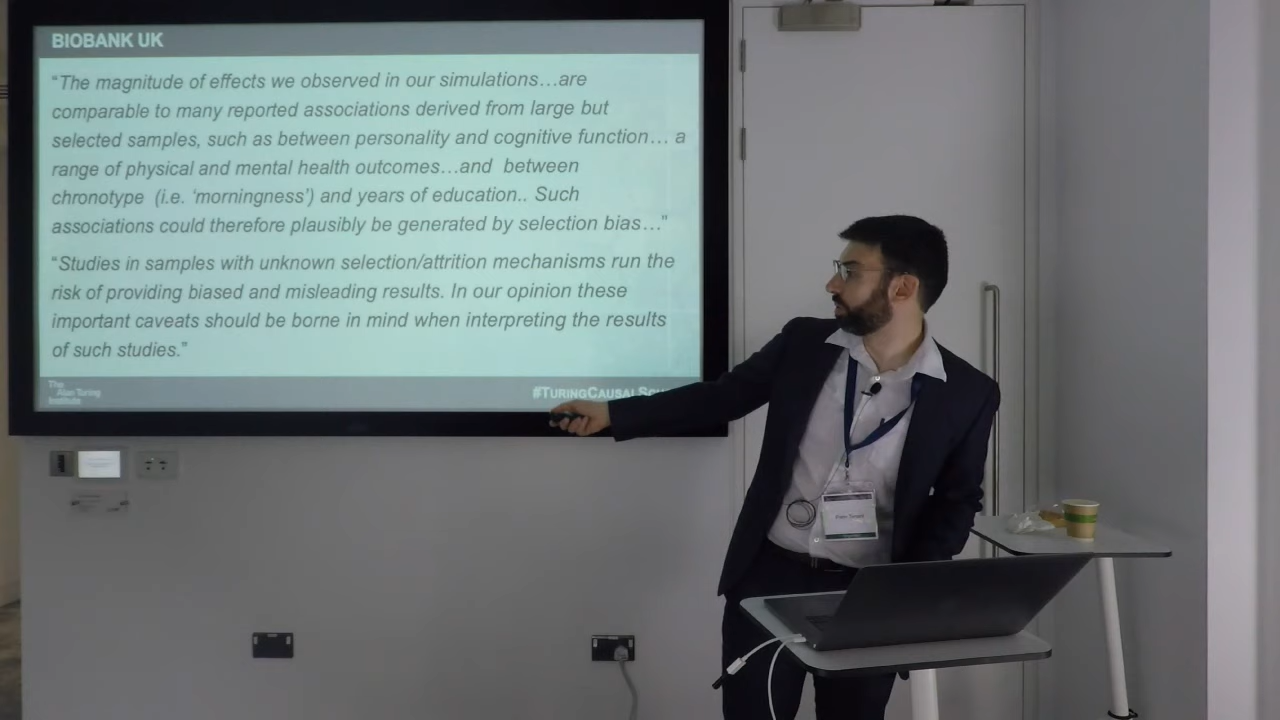 BIOBANK UK
“The magnitude of effects we observed in our simulations…are
comparable to many reported associations derived from large but
selected samples, such as between personality and cognitive function… a
range of physical and mental health outcomes…and between
chronotype (i.e. ‘morningness’) and years of education.. Such
associations could therefore plausibly be generated by selection bias…”
“Studies in samples with unknown selection/attrition mechanisms run the
risk of providing biased and misleading results. In our opinion these
important caveats should be borne in mind when interpreting the results
of such studies.”
The
Alan Turing
Institute
#TURINGCAUSALSC